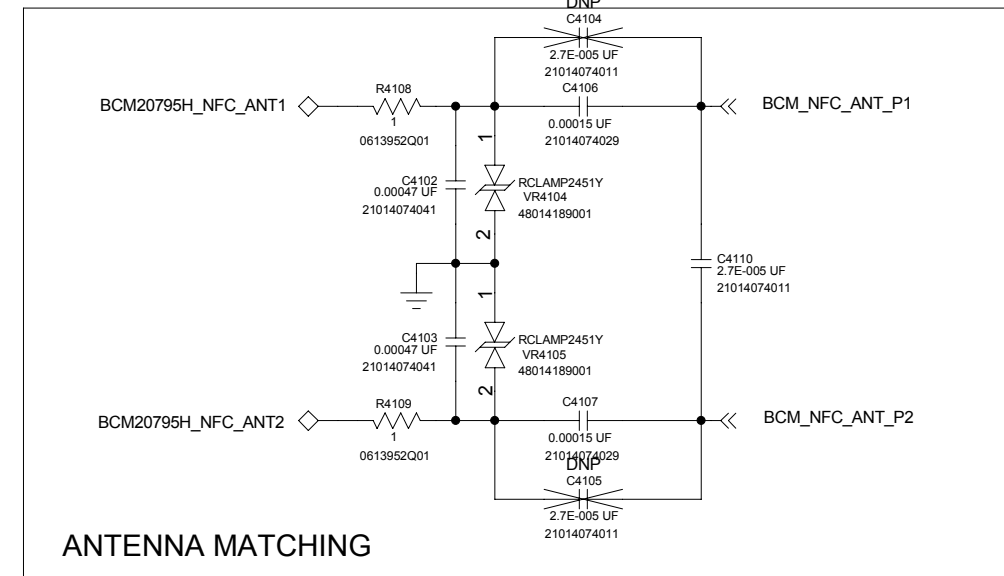 DNP
C4104
2.7E-005 UF
21014074011
BCM20795H_NFC_ANT1
R4108
1
0613952Q01
C4106
0.00015 UF
21014074029
BCM_NFC_ANT_P1
1
C4102
0.00047 UF
21014074041
RCLAMP2451Y
VR4104
48014189001
2
C4110
2.7E-005 UF
21014074011
1
C4103
0.00047 UF
21014074041
RCLAMP2451Y
VR4105
48014189001
2
BCM20795H_NFC_ANT2
R4109
1
0613952Q01
C4107
0.00015 UF
21014074029
BCM_NFC_ANT_P2
DNP
C4105
2.7E-005 UF
21014074011
ANTENNA MATCHING